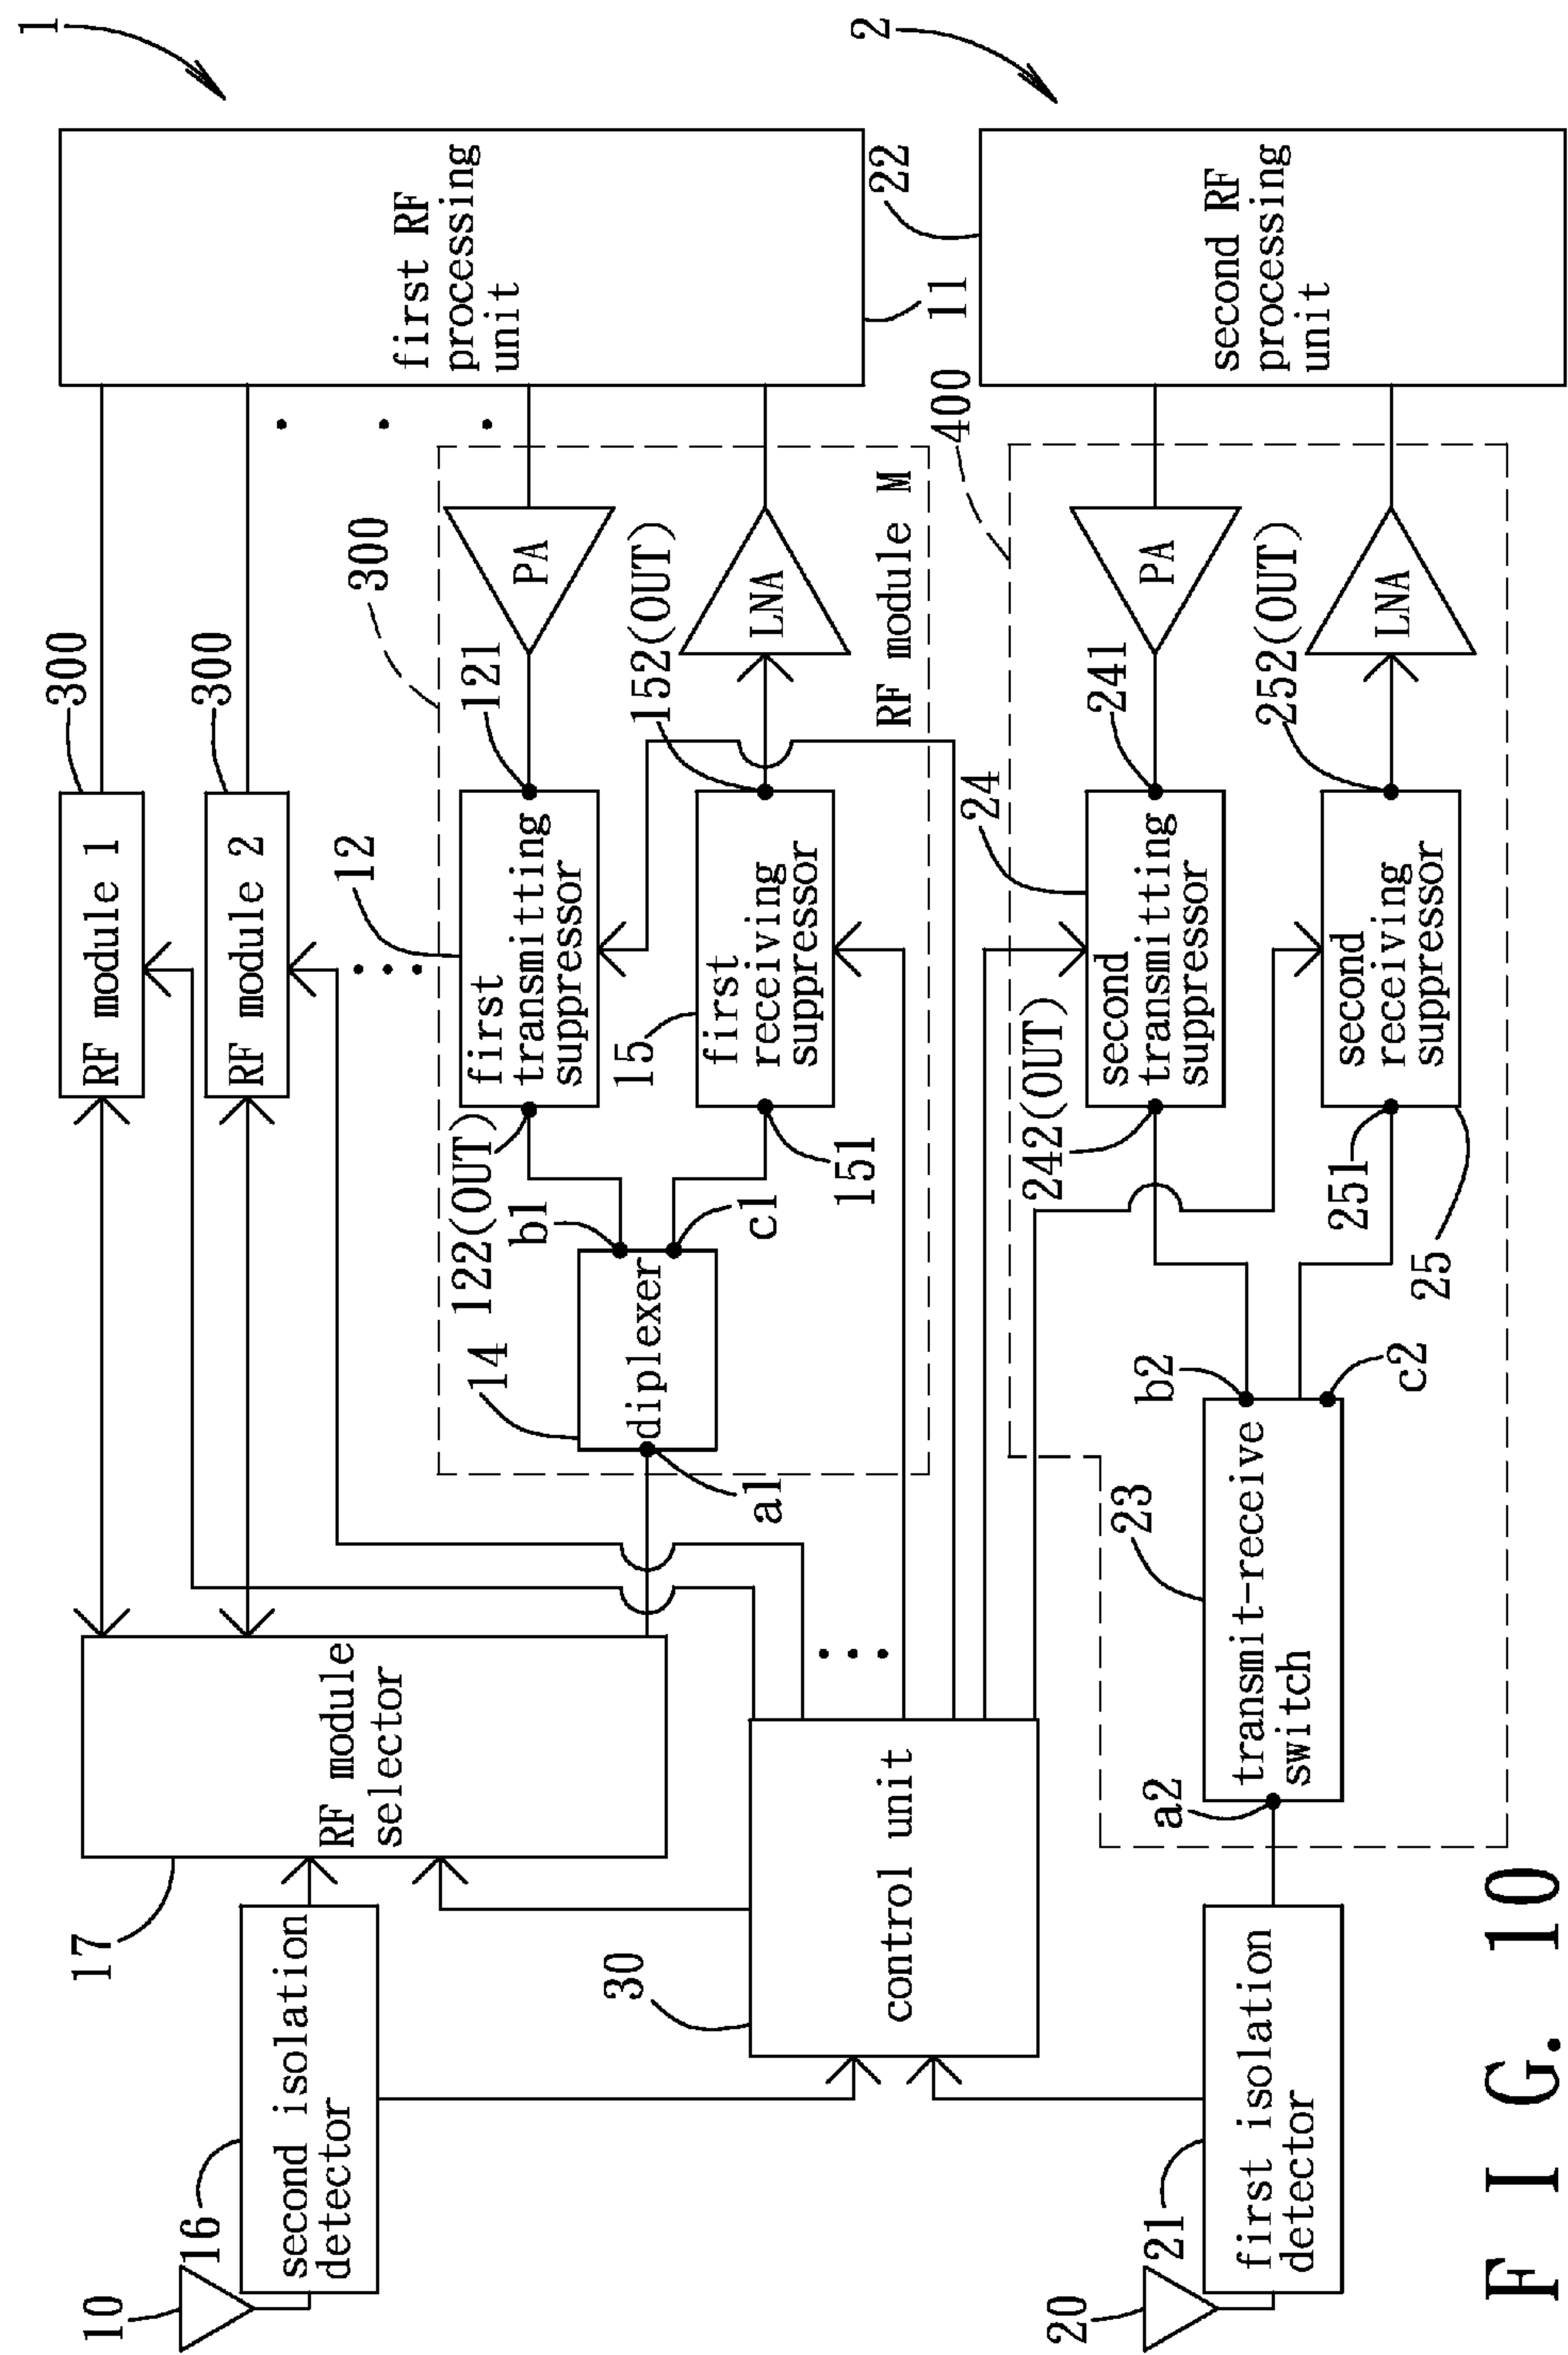 1
300
RF module 1
first RF
processing
unit
17
RF module
selector
300
RF module 2
10
16
second isolation
detector
12
300
14
122(OUT)
first
transmitting
suppressor
121
PA
b1
diplexer
a1
c1
15
first
receiving
suppressor
151
152(OUT)
LNA
RF module M
11
30
control unit
2
22
second RF
processing
unit
400
24
242(OUT)
second
transmitting
suppressor
241
PA
20
21
first isolation
detector
a2
23
transmit-receive
switch
b2
c2
251
second
receiving
suppressor
252(OUT)
LNA
25
FIG. 10